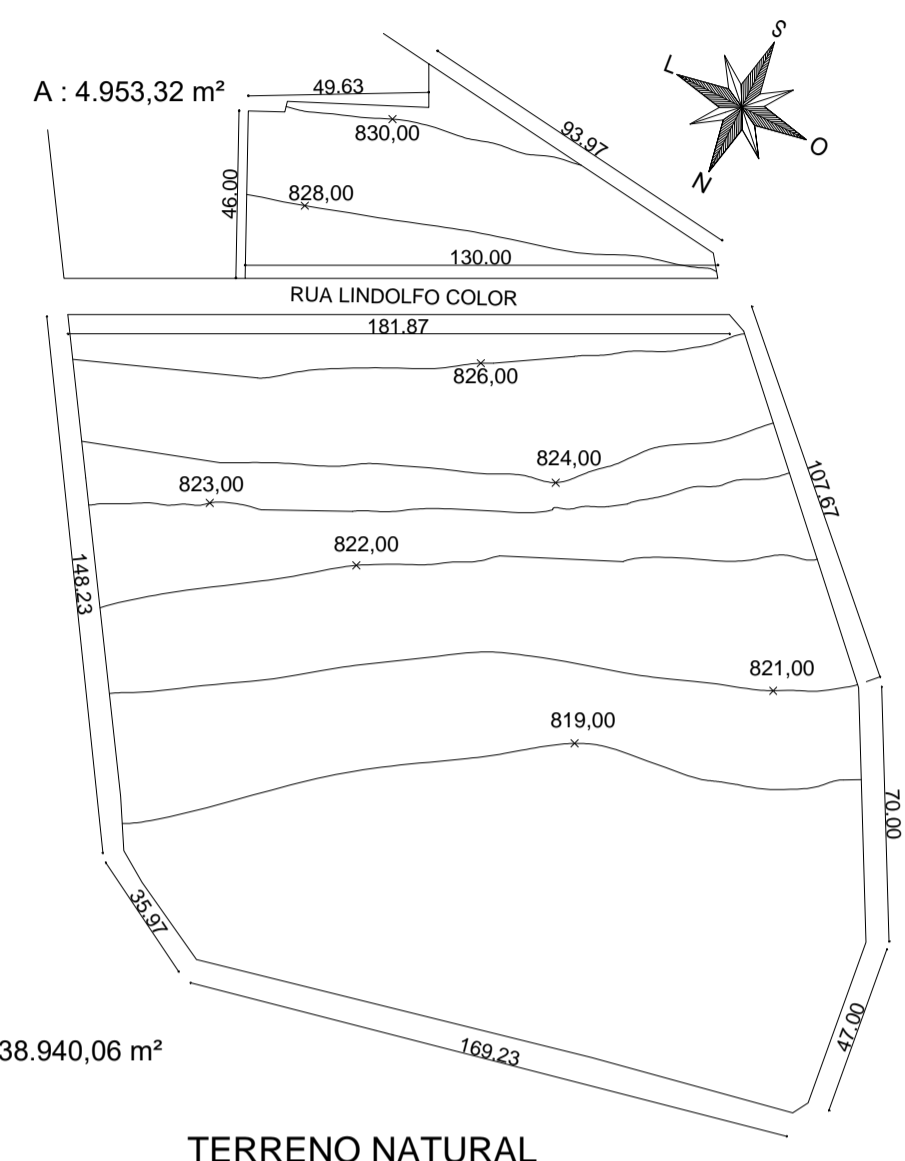 S
L
A : 4.953,32 m²
49.63
O
830,00
93.97
N
46.00
828,00
130.00
RUA LINDOLFO COLOR
181.87
826,00
824,00
823,00
107.67
822,00
148.23
821,00
819,00
70.00
35.97
47.00
38.940,06 m²
169.23
TERRENO NATURAL